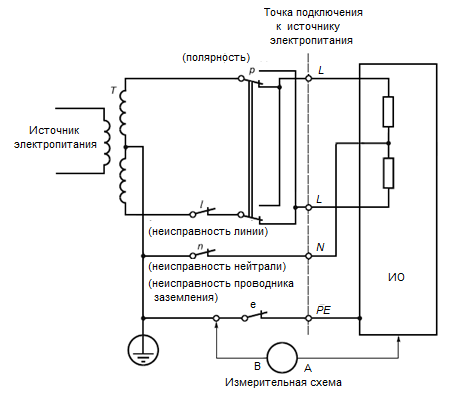 Точка подключения
к источнику
электропитания
(полярность)
p
L
T
Источник
электропитания
l
L
(неисправность линии)
n
N
(неисправность нейтрали)
(неисправность проводника
заземления)
ИО
e
PE
B
A
Измерительная схема